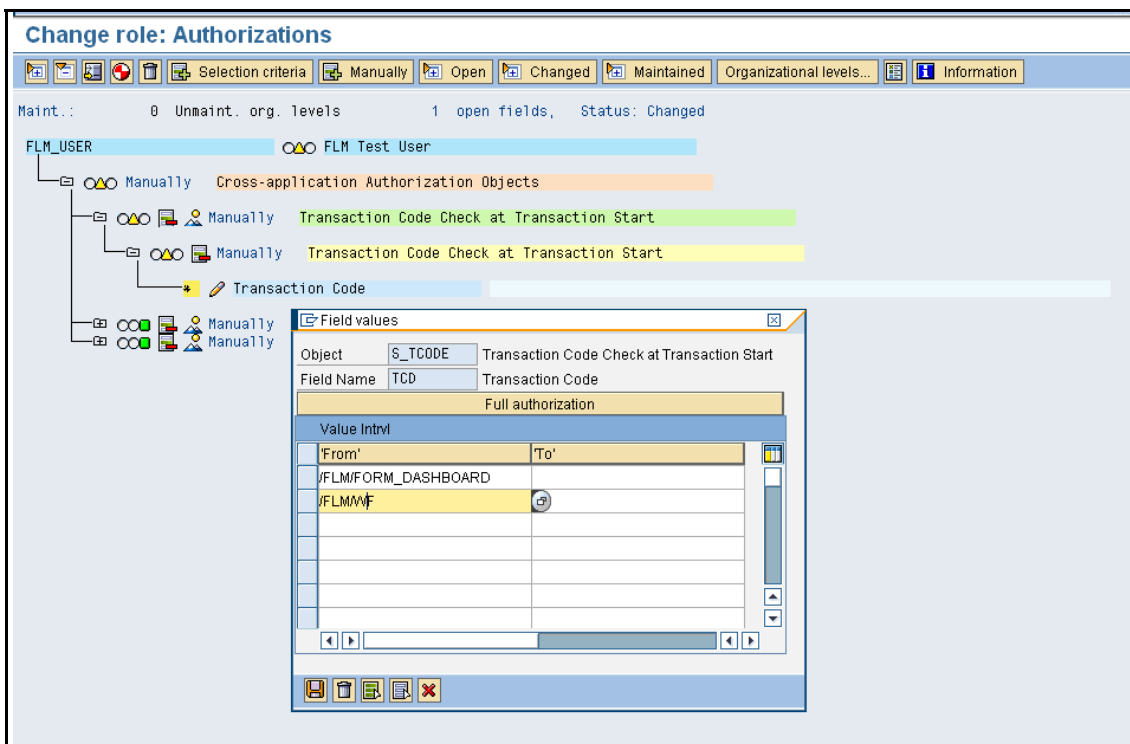 Change role: Authorizations
Selection criteria Manually Open Changed Maintained Organizational levels... Information
Maint.: 0 Unmaint. org. levels 1 open fields, Status: Changed
FLM_USER FLM Test User
Manually Cross-application Authorization Objects
Manually Transaction Code Check at Transaction Start
Manually Transaction Code Check at Transaction Start
Transaction Code
Manually
Manually
Field values
Object S_TCODE Transaction Code Check at Transaction Start
Field Name TCD Transaction Code
Full authorization
Value Intrvl
'From' 'To'
/FLM/FORM_DASHBOARD
/FLM/WF